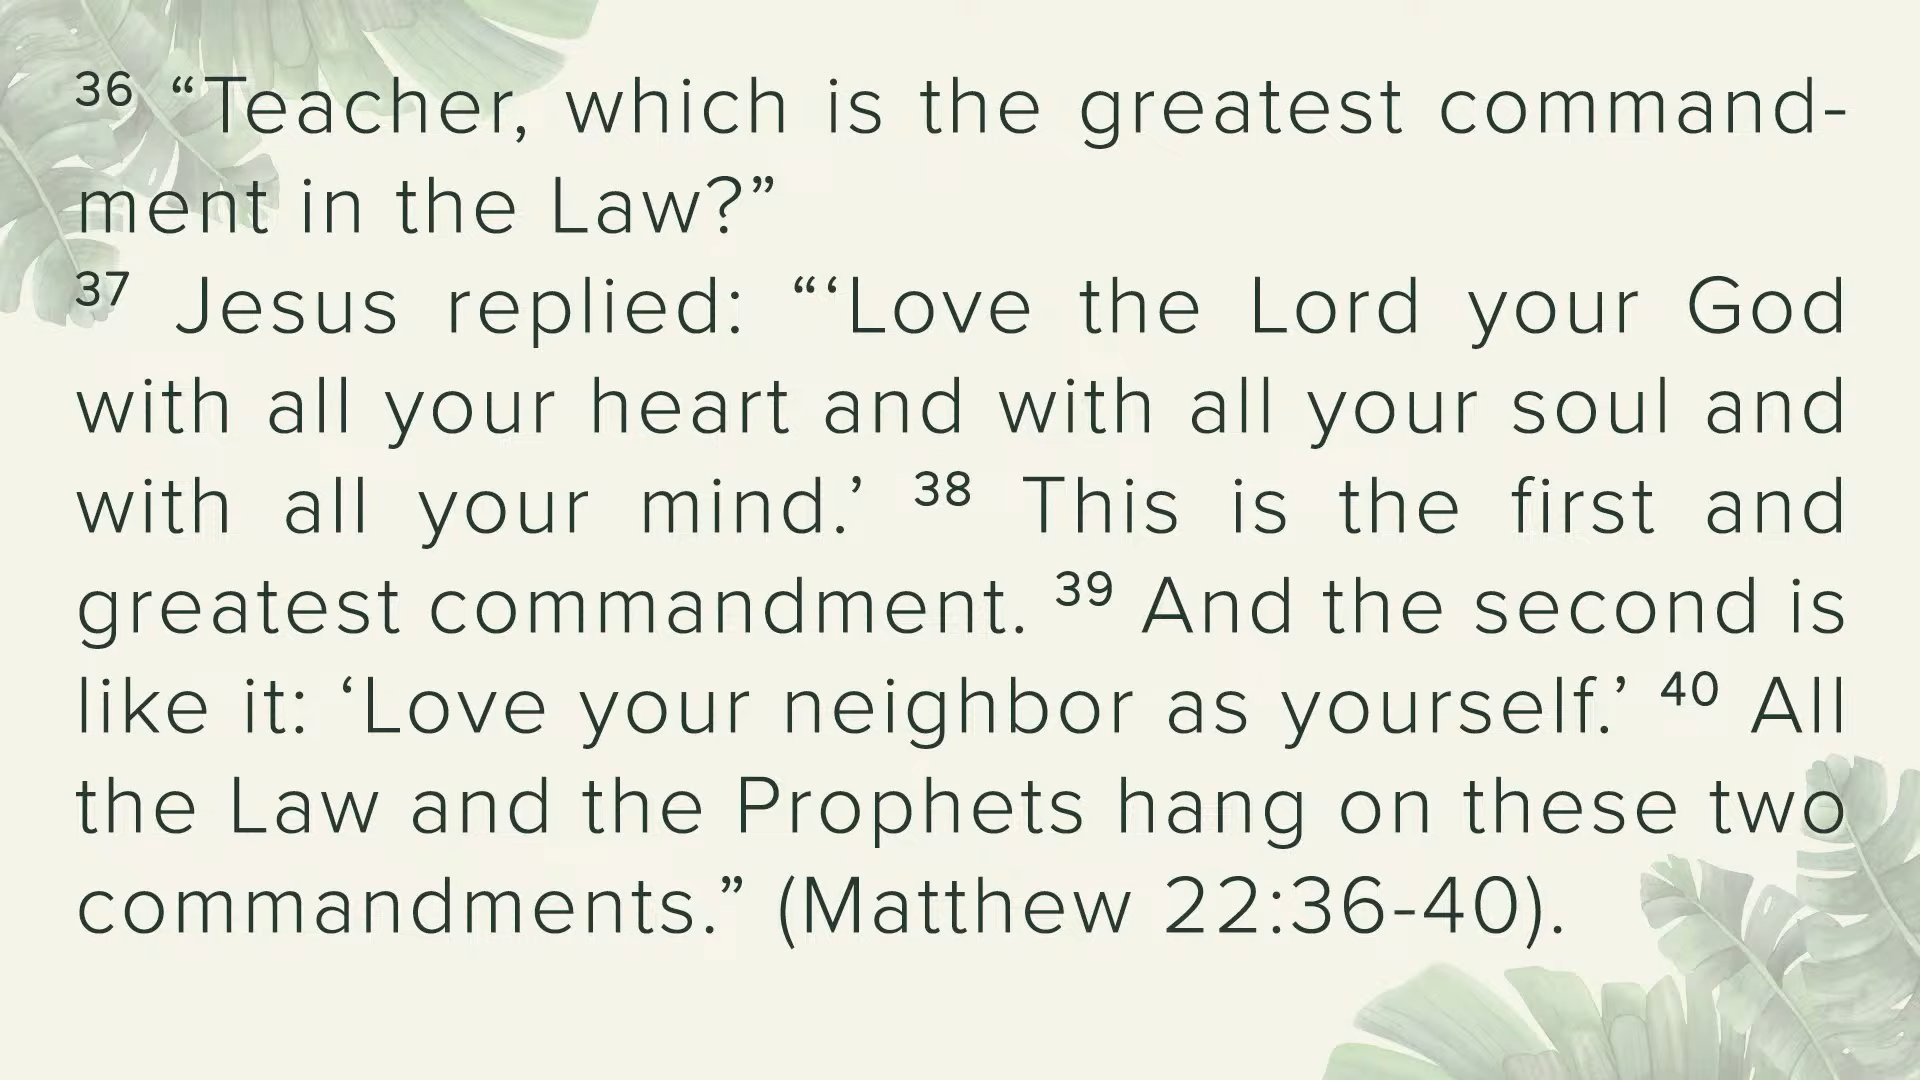 36 “Teacher, which is the greatest command-
ment in the Law?”
37 Jesus replied: “‘Love the Lord your God
with all your heart and with all your soul and
with all your mind.’ 38 This is the first and
greatest commandment. 39 And the second is
like it: ‘Love your neighbor as yourself.’ 40 All
the Law and the Prophets hang on these two
commandments.” (Matthew 22:36-40).